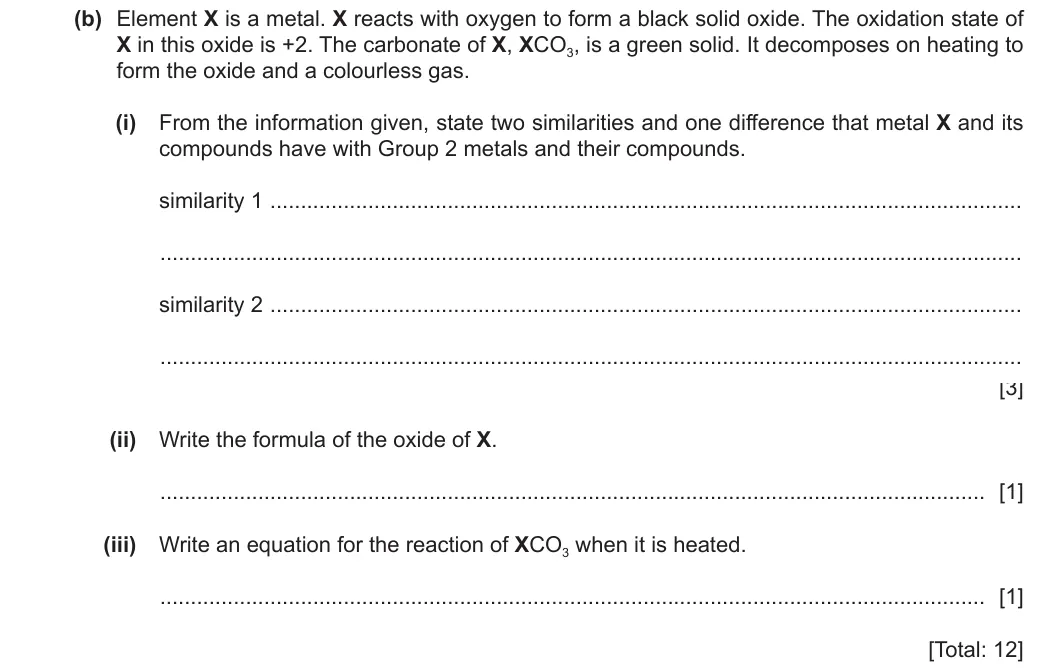 (b) Element X is a metal. X reacts with oxygen to form a black solid oxide. The oxidation state of
X in this oxide is +2. The carbonate of X, XCO₃, is a green solid. It decomposes on heating to
form the oxide and a colourless gas.
(i) From the information given, state two similarities and one difference that metal X and its
compounds have with Group 2 metals and their compounds.
similarity 1 ..........
..........
similarity 2 ..........
..........
[3]
(ii) Write the formula of the oxide of X.
.......... [1]
(iii) Write an equation for the reaction of XCO₃ when it is heated.
.......... [1]
[Total: 12]